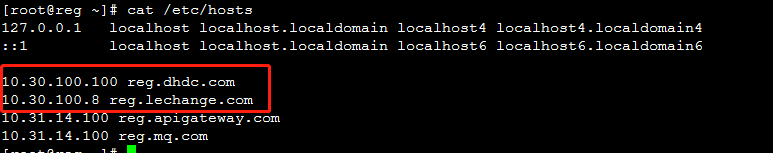 [root@reg ~]# cat /etc/hosts
127.0.0.1   localhost localhost.localdomain localhost4 localhost4.localdomain4
::1         localhost localhost.localdomain localhost6 localhost6.localdomain6
10.30.100.100 reg.dhdc.com
10.30.100.8 reg.lechange.com
10.31.14.100 reg.apigateway.com
10.31.14.100 reg.mq.com
[root@reg ~]#